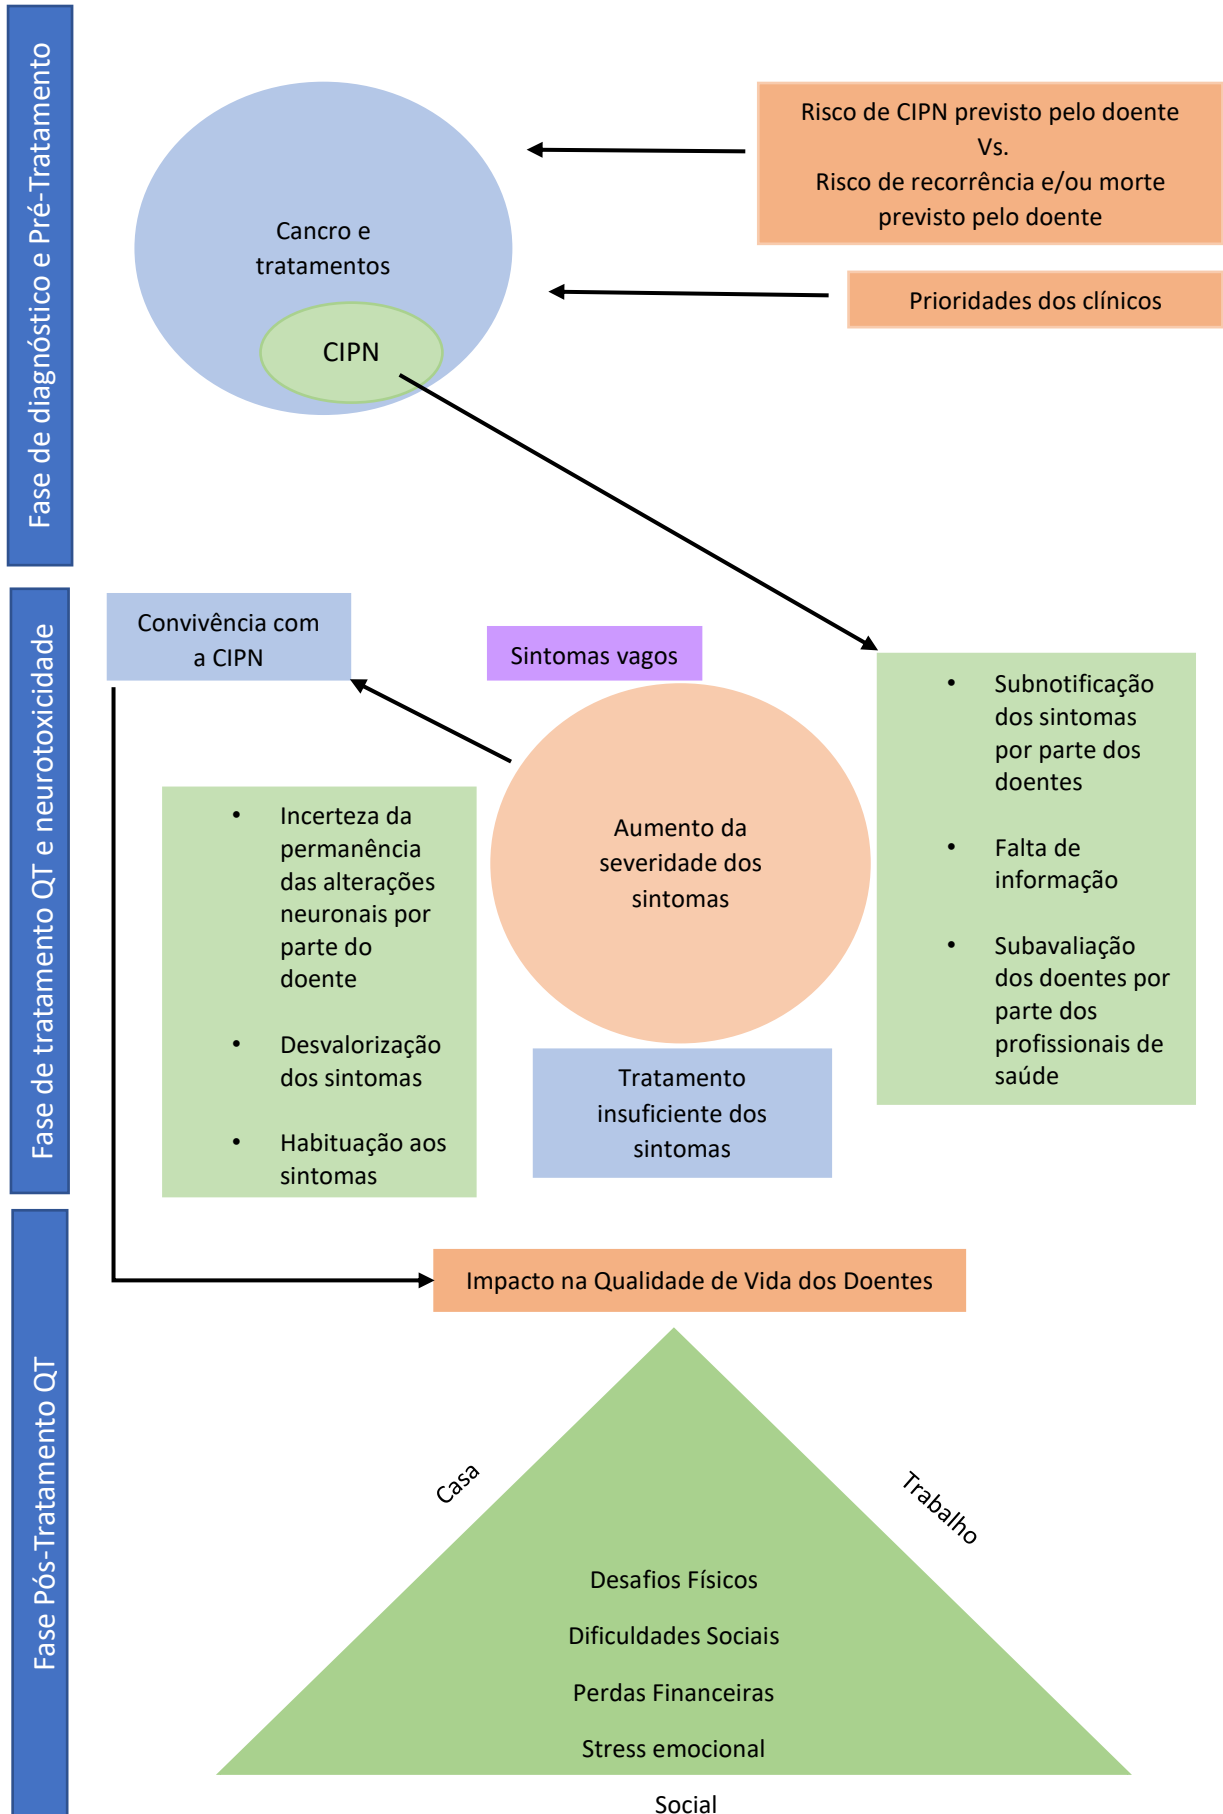 Fase de diagnóstico e Pré-Tratamento
Risco de CIPN previsto pelo doente
Vs.
Risco de recorrência e/ou morte
previsto pelo doente
Cancro e
tratamentos
Prioridades dos clínicos
CIPN
Fase de tratamento QT e neurotoxicidade
Convivência com
a CIPN
Sintomas vagos
• Subnotificação
dos sintomas
por parte dos
doentes
• Falta de
informação
• Subavaliação
dos doentes por
parte dos
profissionais de
saúde
Aumento da
severidade dos
sintomas
• Incerteza da
permanência
das alterações
neuronais por
parte do
doente
• Desvalorização
dos sintomas
• Habituação aos
sintomas
Tratamento
insuficiente dos
sintomas
Fase Pós-Tratamento QT
Impacto na Qualidade de Vida dos Doentes
Casa
Trabalho
Desafios Físicos
Dificuldades Sociais
Perdas Financeiras
Stress emocional
Social